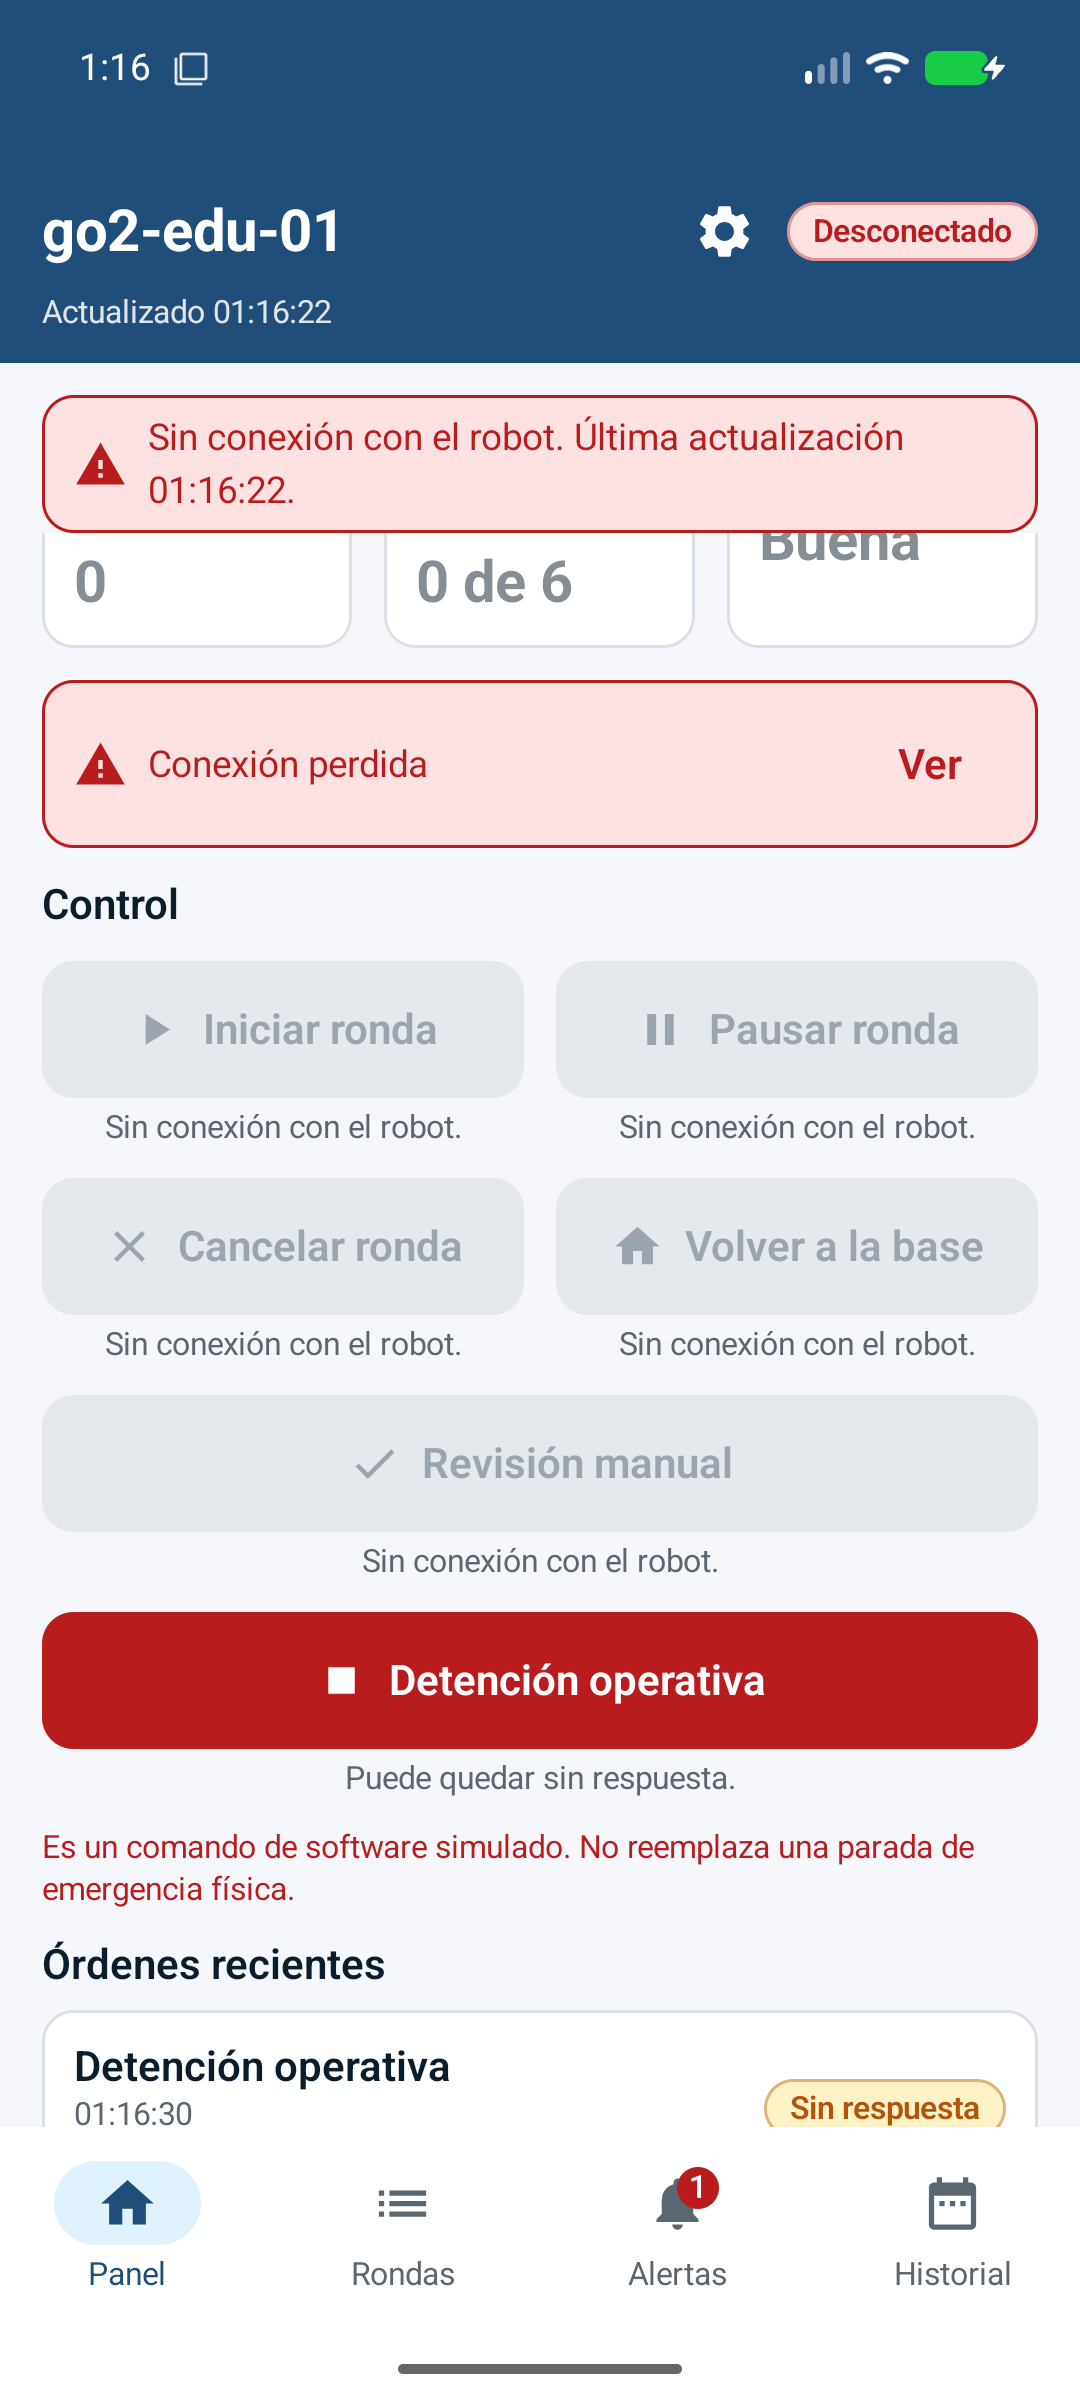 1:16
go2-edu-01
Desconectado
Actualizado 01:16:22
Sin conexión con el robot. Última actualización
01:16:22.
0
0 de 6
Buena
Conexión perdida
Ver
Control
Iniciar ronda
Pausar ronda
Sin conexión con el robot.
Sin conexión con el robot.
Cancelar ronda
Volver a la base
Sin conexión con el robot.
Sin conexión con el robot.
Revisión manual
Sin conexión con el robot.
Detención operativa
Puede quedar sin respuesta.
Es un comando de software simulado. No reemplaza una parada de
emergencia física.
Órdenes recientes
Detención operativa
01:16:30
Sin respuesta
1
Panel
Rondas
Alertas
Historial